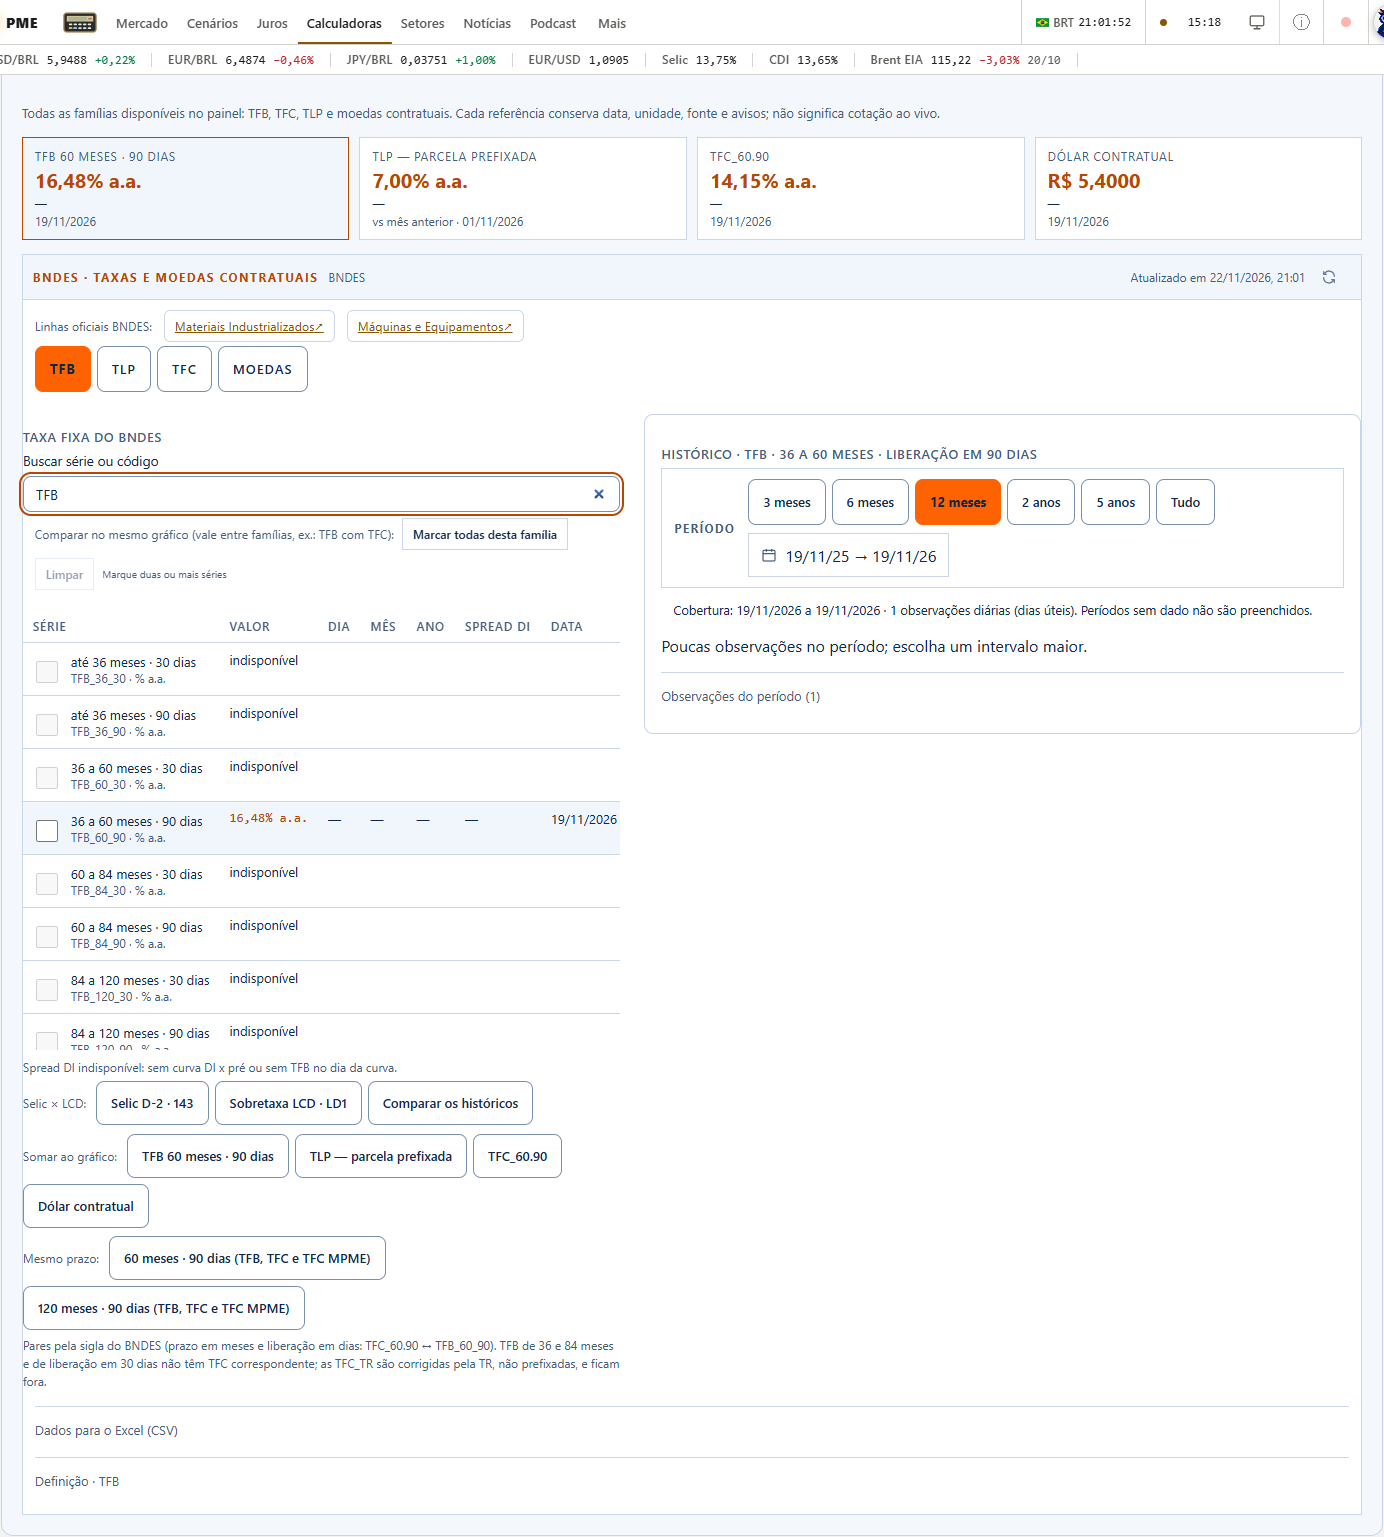 PME Mercado Cenários Juros Calculadoras Setores Notícias Podcast Mais BRT 21:01:52 15:18
SD/BRL 5,9488 +0,22% EUR/BRL 6,4874 −0,46% JPY/BRL 0,03751 +1,00% EUR/USD 1,0905 Selic 13,75% CDI 13,65% Brent EIA 115,22 −3,03% 20/10
Todas as famílias disponíveis no painel: TFB, TFC, TLP e moedas contratuais. Cada referência conserva data, unidade, fonte e avisos; não significa cotação ao vivo.
TFB 60 MESES · 90 DIAS
16,48% a.a.
—
19/11/2026
TLP — PARCELA PREFIXADA
7,00% a.a.
—
vs mês anterior · 01/11/2026
TFC_60.90
14,15% a.a.
—
19/11/2026
DÓLAR CONTRATUAL
R$ 5,4000
—
19/11/2026
BNDES · TAXAS E MOEDAS CONTRATUAIS BNDES Atualizado em 22/11/2026, 21:01
Linhas oficiais BNDES: Materiais Industrializados↗ Máquinas e Equipamentos↗
TFB TLP TFC MOEDAS
TAXA FIXA DO BNDES
Buscar série ou código
TFB ×
Comparar no mesmo gráfico (vale entre famílias, ex.: TFB com TFC): Marcar todas desta família
Limpar Marque duas ou mais séries
SÉRIE VALOR DIA MÊS ANO SPREAD DI DATA
até 36 meses · 30 dias indisponível
TFB_36_30 · % a.a.
até 36 meses · 90 dias indisponível
TFB_36_90 · % a.a.
36 a 60 meses · 30 dias indisponível
TFB_60_30 · % a.a.
36 a 60 meses · 90 dias 16,48% a.a. — — — — 19/11/2026
TFB_60_90 · % a.a.
60 a 84 meses · 30 dias indisponível
TFB_84_30 · % a.a.
60 a 84 meses · 90 dias indisponível
TFB_84_90 · % a.a.
84 a 120 meses · 30 dias indisponível
TFB_120_30 · % a.a.
84 a 120 meses · 90 dias indisponível
TFB_120_90 · % a.a.
Spread DI indisponível: sem curva DI x pré ou sem TFB no dia da curva.
Selic × LCD: Selic D-2 · 143 Sobretaxa LCD · LD1 Comparar os históricos
Somar ao gráfico: TFB 60 meses · 90 dias TLP — parcela prefixada TFC_60.90
Dólar contratual
Mesmo prazo: 60 meses · 90 dias (TFB, TFC e TFC MPME)
120 meses · 90 dias (TFB, TFC e TFC MPME)
Pares pela sigla do BNDES (prazo em meses e liberação em dias: TFC_60.90 ↔ TFB_60_90). TFB de 36 e 84 meses
e de liberação em 30 dias não têm TFC correspondente; as TFC_TR são corrigidas pela TR, não prefixadas, e ficam
fora.
HISTÓRICO · TFB · 36 A 60 MESES · LIBERAÇÃO EM 90 DIAS
PERÍODO 3 meses 6 meses 12 meses 2 anos 5 anos Tudo
19/11/25 → 19/11/26
Cobertura: 19/11/2026 a 19/11/2026 · 1 observações diárias (dias úteis). Períodos sem dado não são preenchidos.
Poucas observações no período; escolha um intervalo maior.
Observações do período (1)
Dados para o Excel (CSV)
Definição · TFB